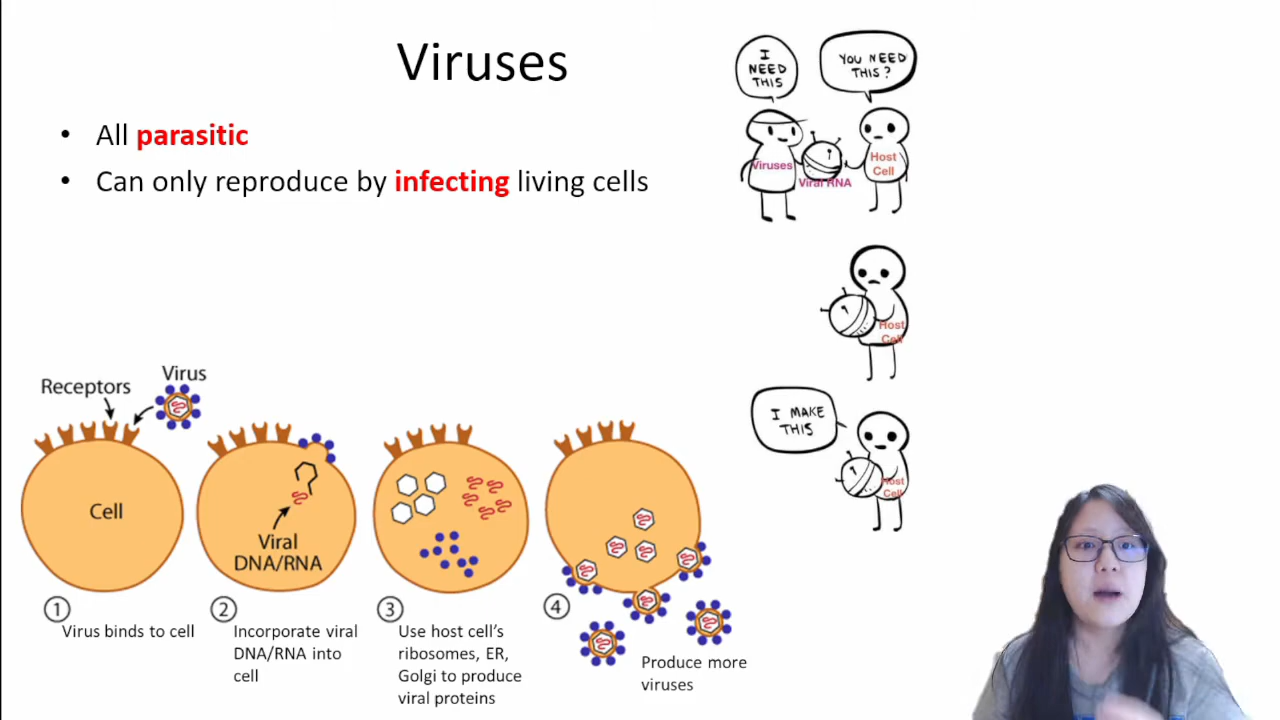 Viruses
• All parasitic
• Can only reproduce by infecting living cells
I
NEED
THIS
YOU NEED
THIS?
Viruses
Viral RNA
Host
Cell
Host
Cell
I MAKE
THIS
Host
Cell
Receptors
Virus
Cell
Viral
DNA/RNA
1
Virus binds to cell
2
Incorporate viral
DNA/RNA into
cell
3
Use host cell's
ribosomes, ER,
Golgi to produce
viral proteins
4
Produce more
viruses